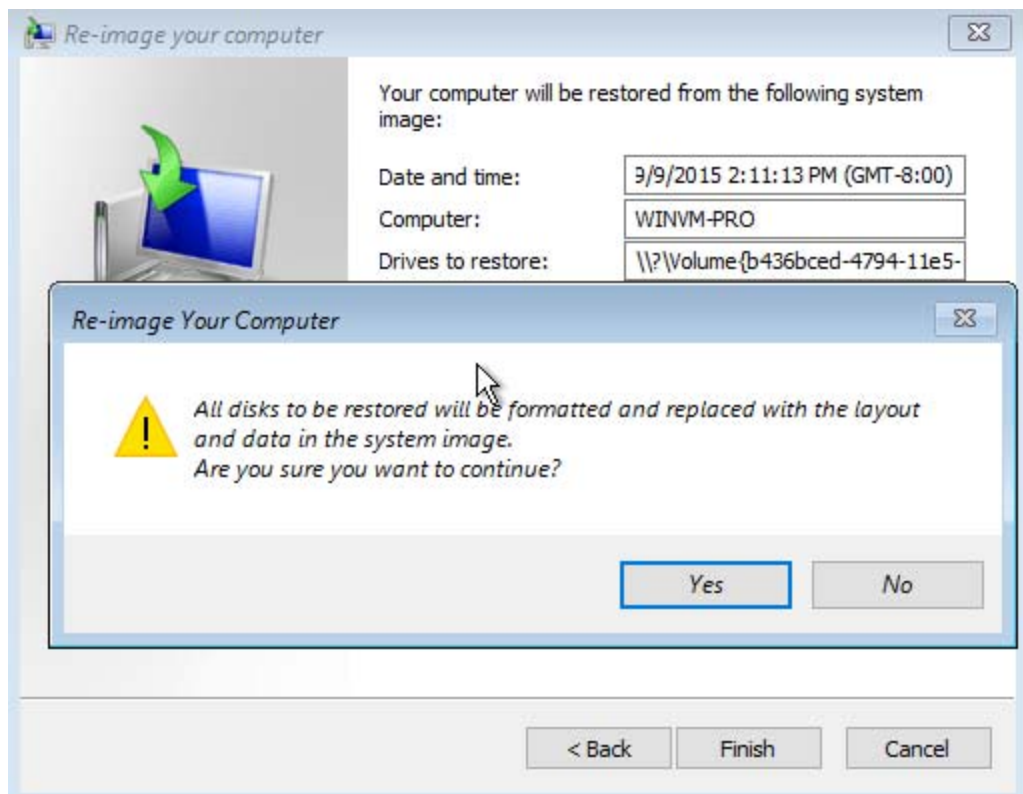 Re-image your computer
Your computer will be restored from the following system
image:
Date and time: 9/9/2015 2:11:13 PM (GMT-8:00)
Computer: WINVM-PRO
Drives to restore: \\?\Volume{b436bced-4794-11e5-
Re-image Your Computer
!
All disks to be restored will be formatted and replaced with the layout
and data in the system image.
Are you sure you want to continue?
Yes No
< Back Finish Cancel